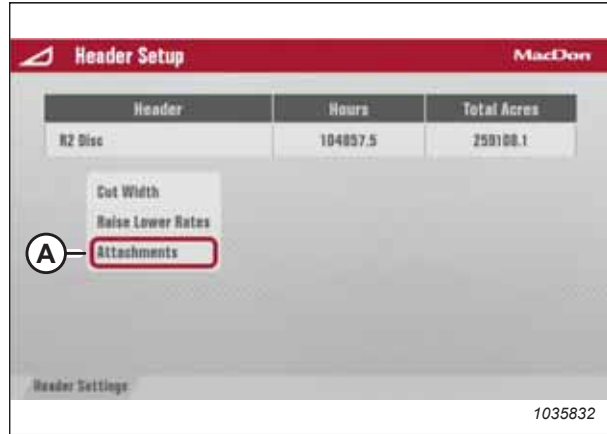 Header Setup MacDon
Header Hours Total Acres
R2 Disc 104857.5 259108.1
Cut Width
Raise Lower Rates
A Attachments
Header Settings
1035832